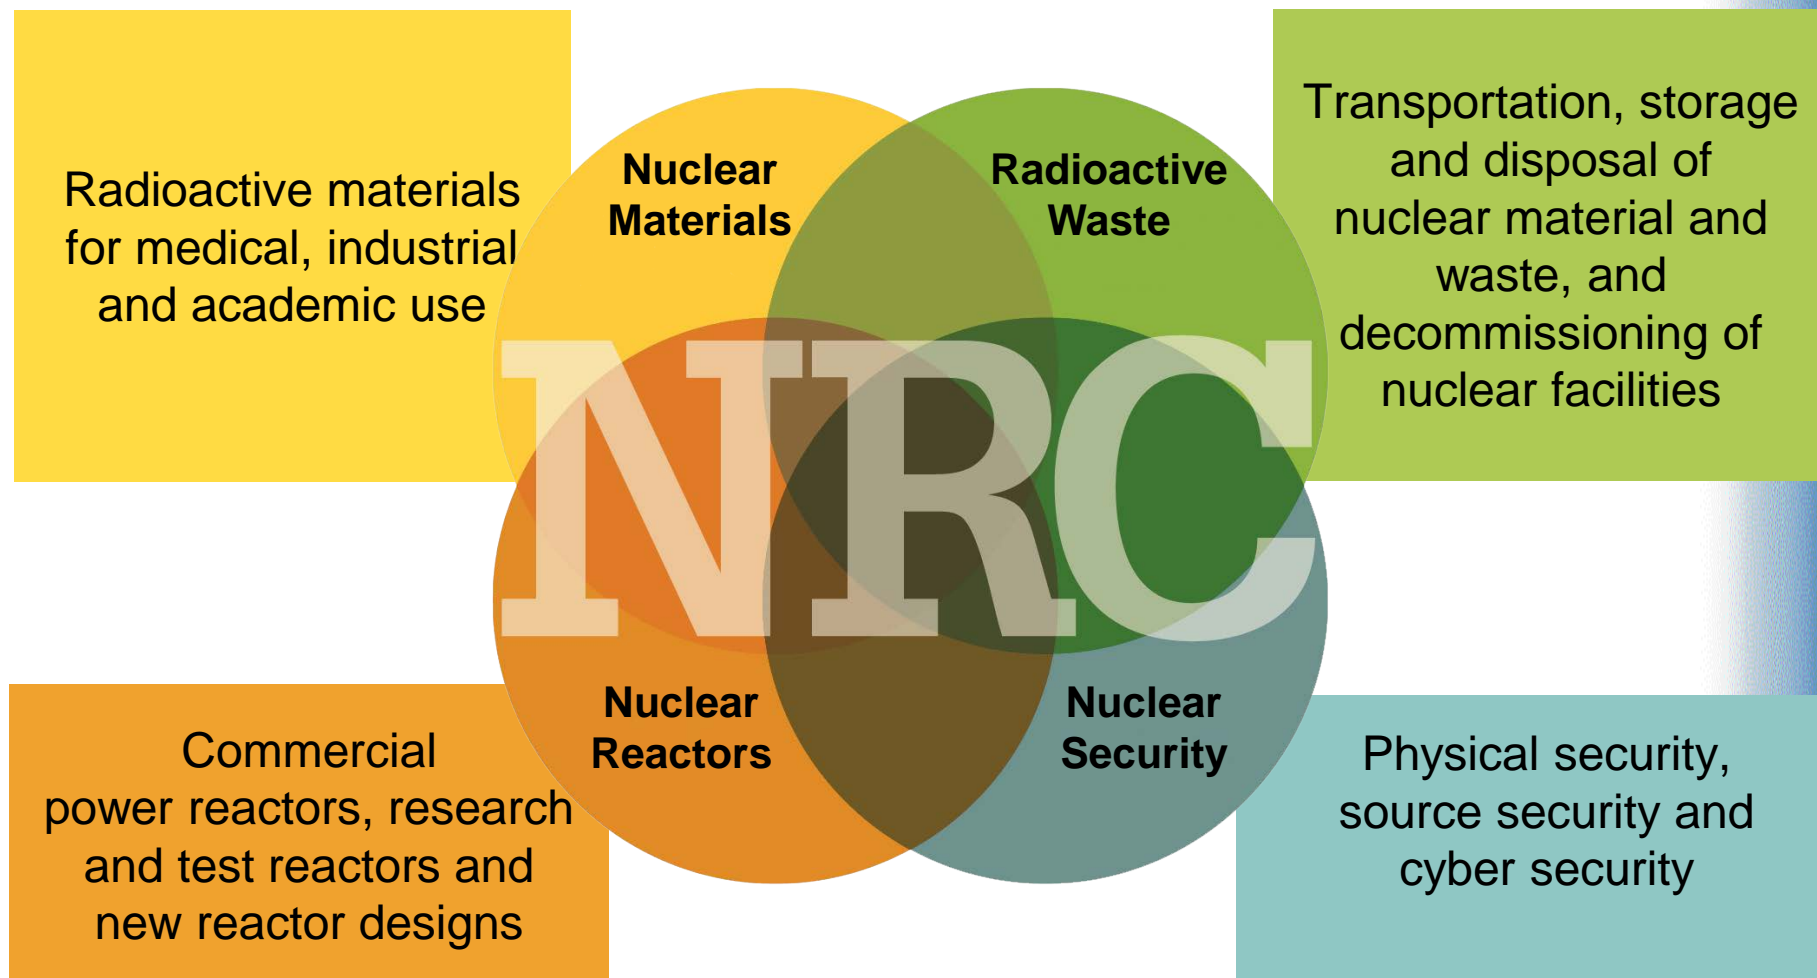 Radioactive materials
for medical, industrial
and academic use
Nuclear
Materials
Radioactive
Waste
Transportation, storage
and disposal of
nuclear material and
waste, and
decommissioning of
nuclear facilities
NRC
Commercial
power reactors, research
and test reactors and
new reactor designs
Nuclear
Reactors
Nuclear
Security
Physical security,
source security and
cyber security